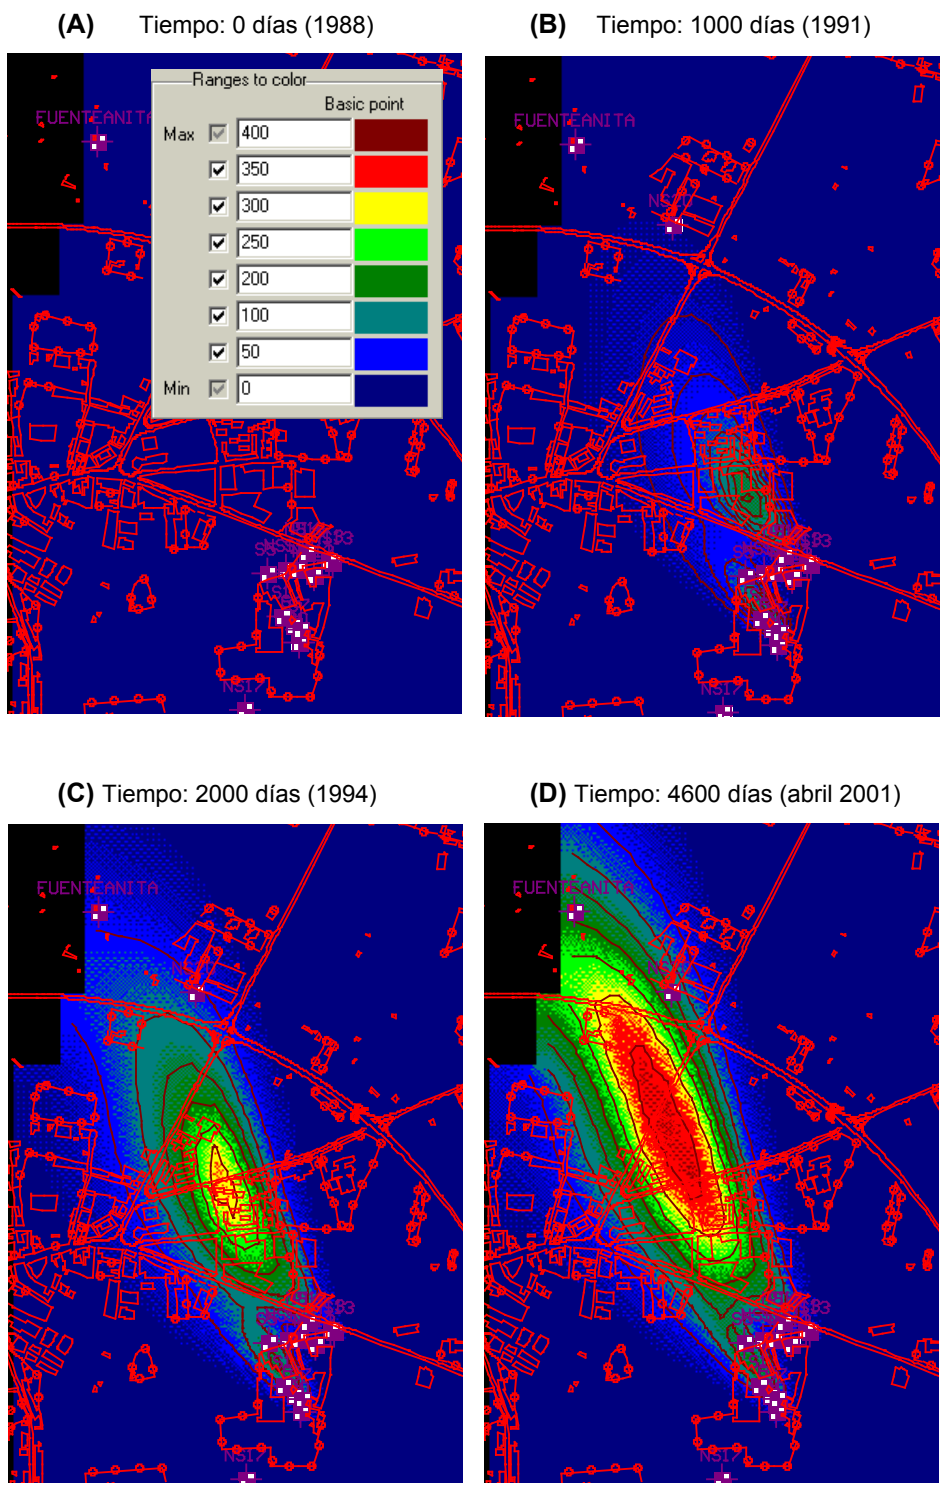 (A) Tiempo: 0 días (1988)
(B) Tiempo: 1000 días (1991)
Ranges to color
Basic point
Max 400
350
300
250
200
100
50
Min 0
FUENTEANITA
FUENTEANITA
NS17
NS17
(C) Tiempo: 2000 días (1994)
(D) Tiempo: 4600 días (abril 2001)
FUENTEANITA
FUENTEANITA
NS17